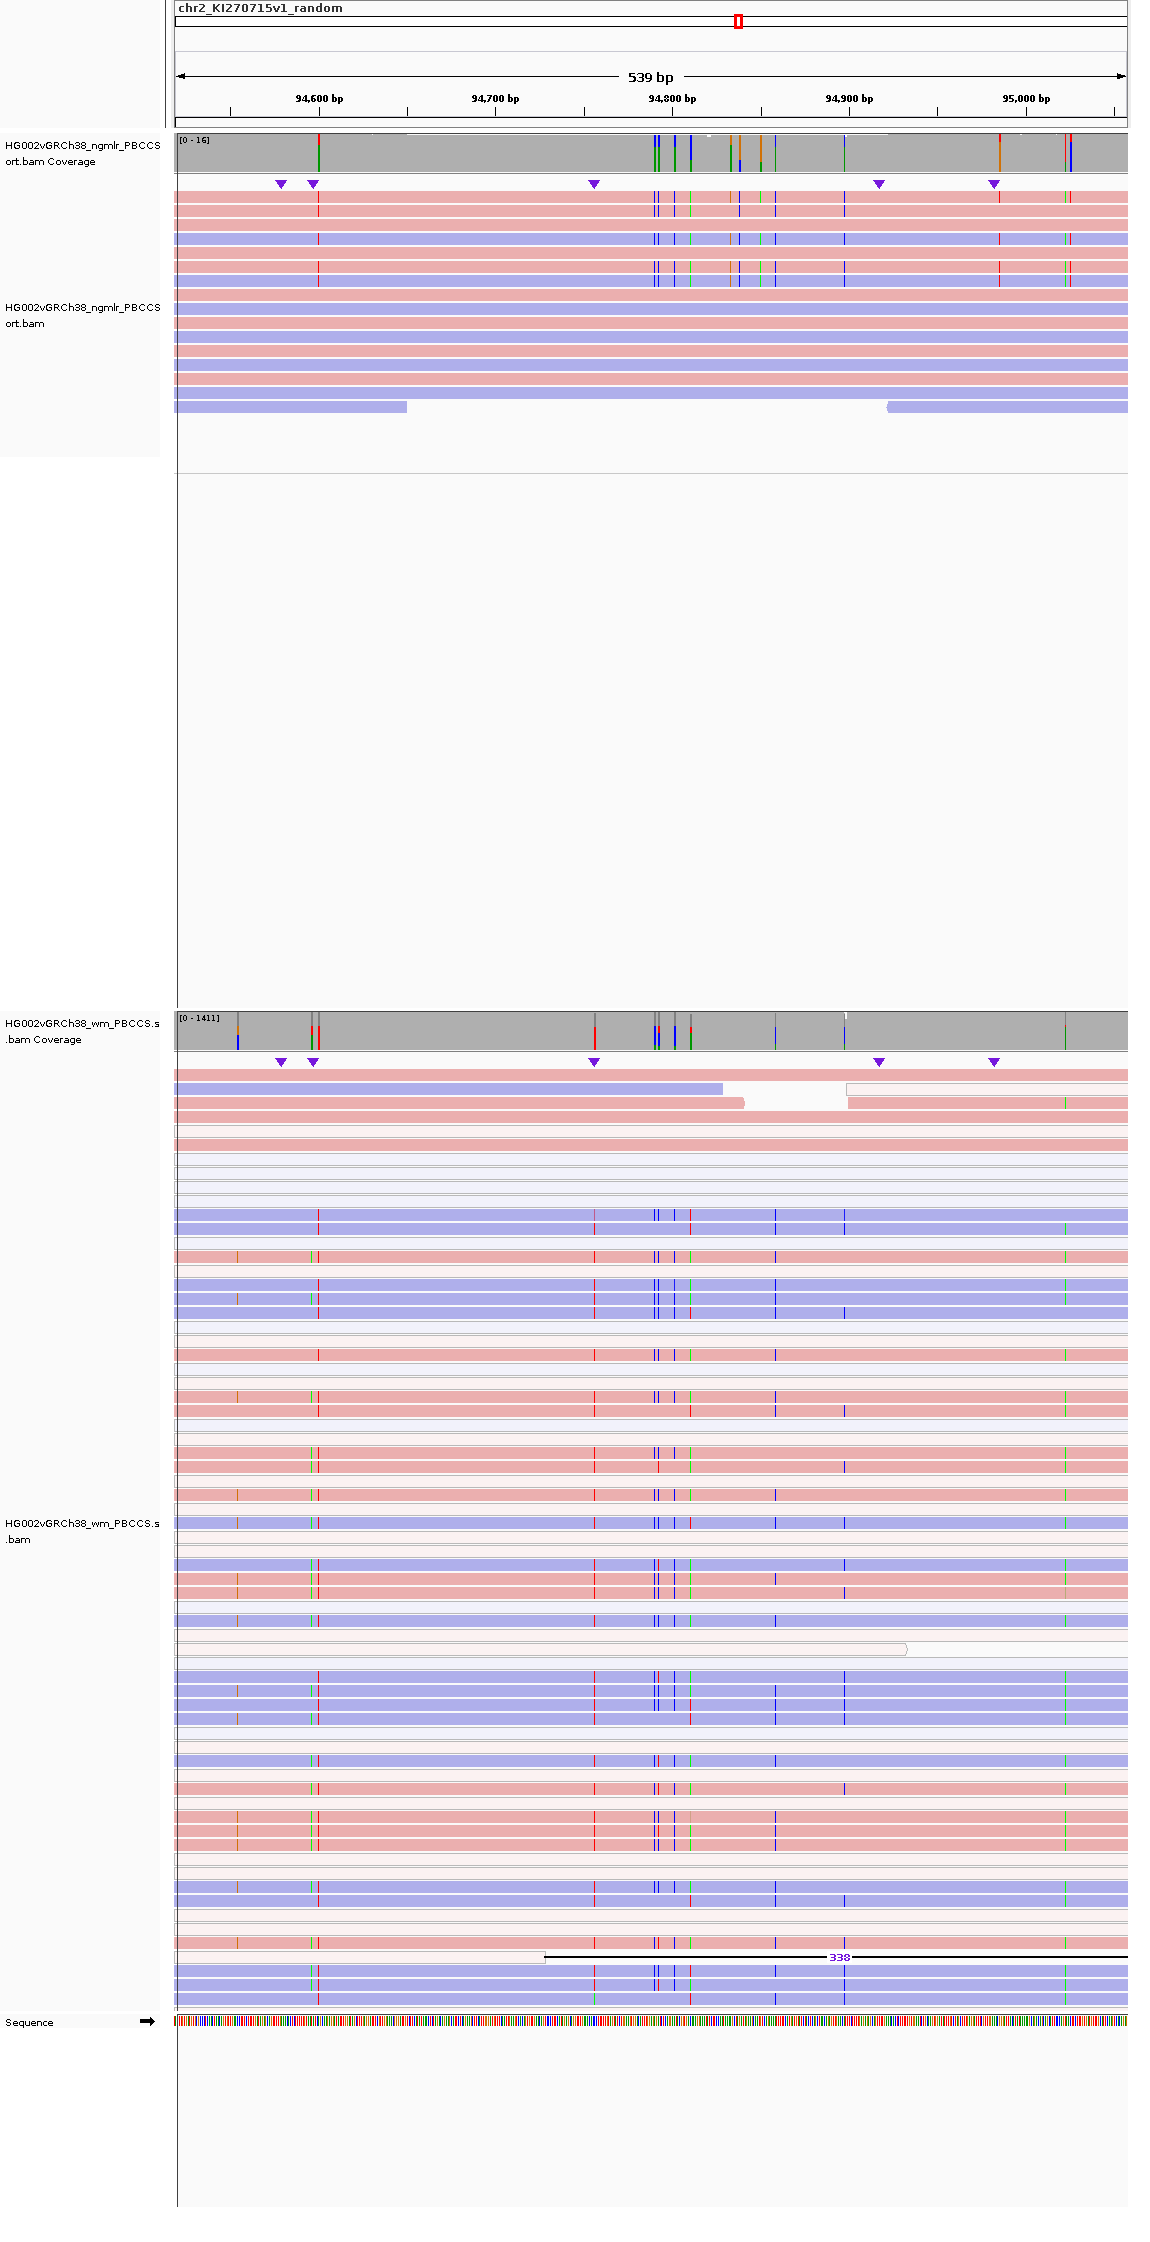 chr2_KI270715v1_random
539 bp
94,600 bp 94,700 bp 94,800 bp 94,900 bp 95,000 bp
HG002vGRCh38_ngmlr_PBCCS
ort.bam Coverage
[0 - 16]
HG002vGRCh38_ngmlr_PBCCS
ort.bam
HG002vGRCh38_wm_PBCCS.s
.bam Coverage
[0 - 1411]
HG002vGRCh38_wm_PBCCS.s
.bam
338
Sequence